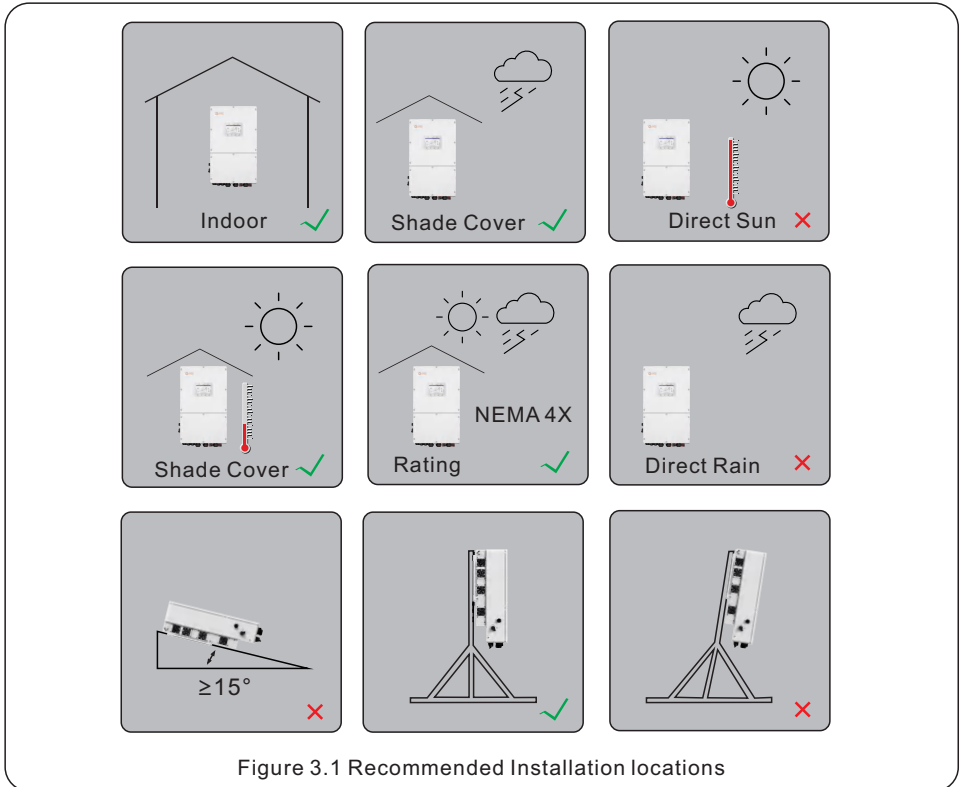 Indoor
Shade Cover
Direct Sun
Shade Cover
NEMA 4X
Rating
Direct Rain
≥15°
Figure 3.1 Recommended Installation locations